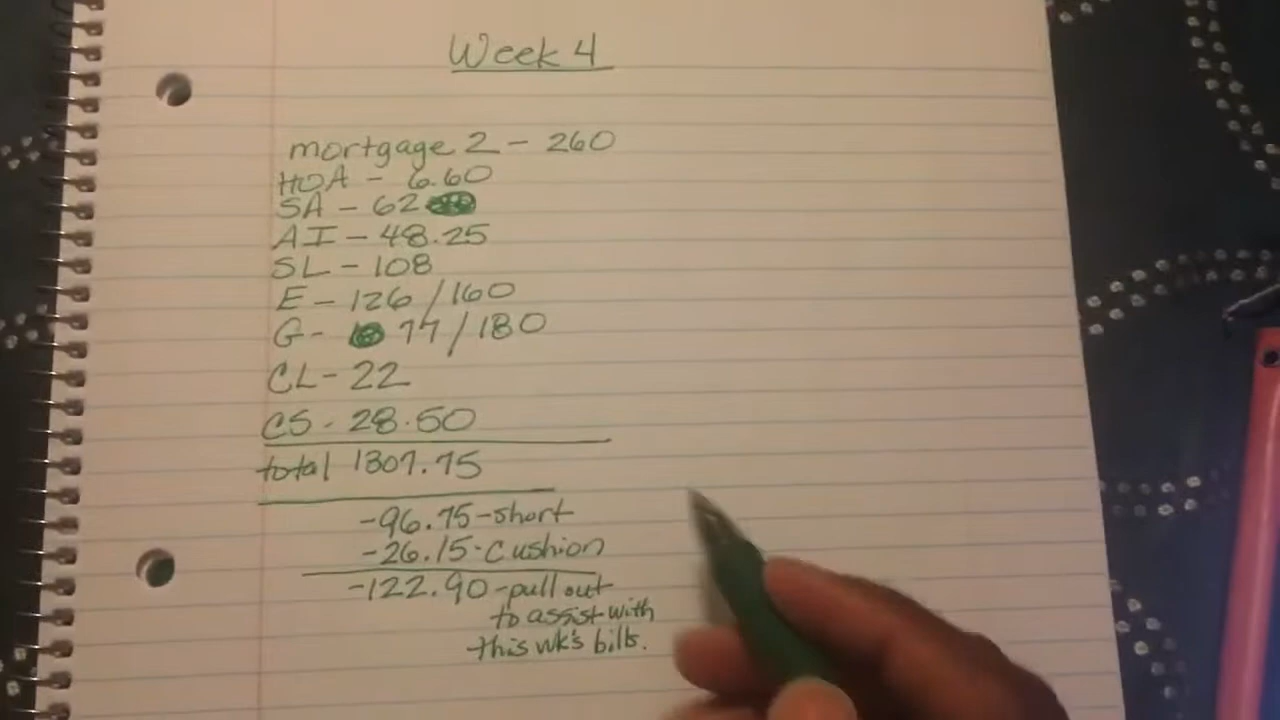 Week 4
mortgage 2 - 260
HOA - 6.60
SA - 62
AI - 48.25
SL - 108
E - 126 / 160
G - 77 / 180
CL - 22
CS - 28.50
total 1307.75
-96.75 - short
-26.15 - Cushion
-122.90 - pull out
to assist with
this wk's bills.